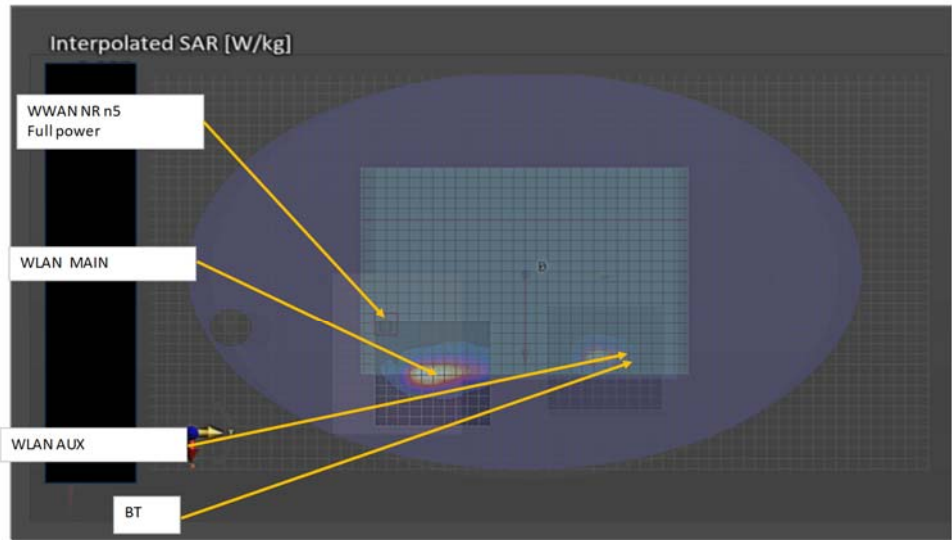 Interpolated SAR [W/kg]
WWAN NR n5
Full power
WLAN MAIN
WLAN AUX
BT